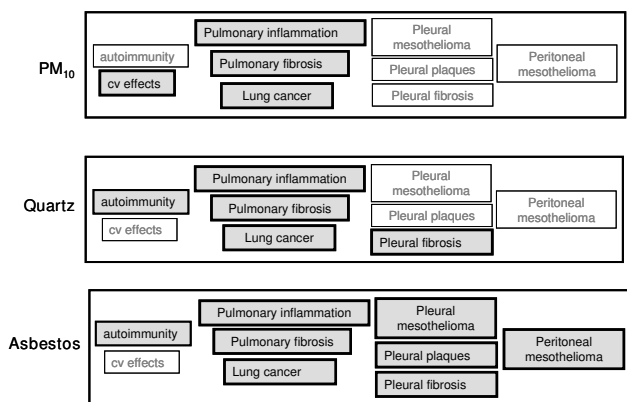 PM10
autoimmunity
cv effects
Pulmonary inflammation
Pulmonary fibrosis
Lung cancer
Pleural
mesothelioma
Pleural plaques
Pleural fibrosis
Peritoneal
mesothelioma
Quartz
autoimmunity
cv effects
Pulmonary inflammation
Pulmonary fibrosis
Lung cancer
Pleural
mesothelioma
Pleural plaques
Pleural fibrosis
Peritoneal
mesothelioma
Asbestos
autoimmunity
cv effects
Pulmonary inflammation
Pulmonary fibrosis
Lung cancer
Pleural
mesothelioma
Pleural plaques
Pleural fibrosis
Peritoneal
mesothelioma